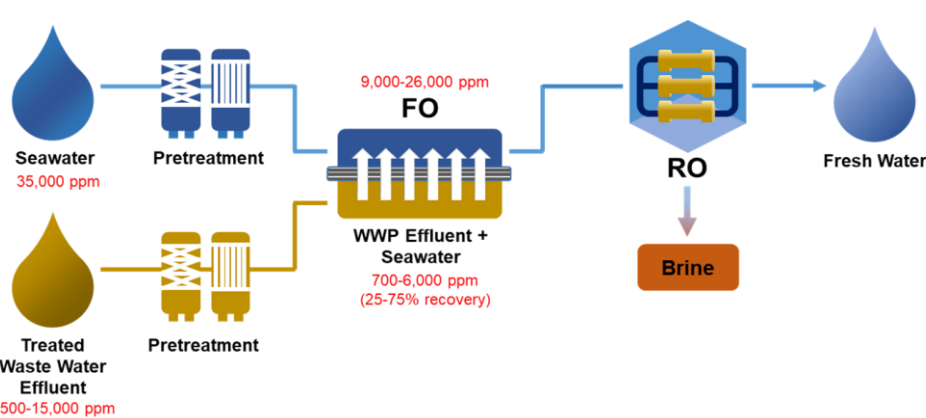 9,000-26,000 ppm
FO
Seawater
35,000 ppm
Pretreatment
RO
Fresh Water
WWP Effluent +
Seawater
700-6,000 ppm
(25-75% recovery)
Brine
Treated
Waste Water
Effluent
500-15,000 ppm
Pretreatment